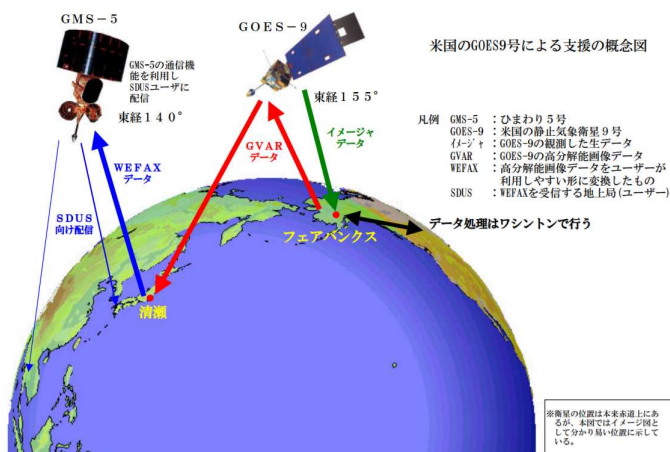 GMS-5
GOES-9
米国のGOES9号による支援の概念図
GMS-5の通信機
能を利用し
SDUSユーザに
配信
東経140°
東経155°
凡例 GMS-5 :ひまわり5号
GOES-9 :米国の静止気象衛星9号
イメージャ :GOES-9の観測した生データ
GVAR :GOES-9の高分解能画像データ
WEFAX :高分解能画像データをユーザーが
利用しやすい形に変換したもの
SDUS :WEFAXを受信する地上局(ユーザー)
GVAR
データ
イメージャ
データ
WEFAX
データ
SDUS
向け配信
データ処理はワシントンで行う
フェアバンクス
清瀬
※衛星の位置は本来赤道上にあ
るが、本図ではイメージ図と
して分かり易い位置に示して
いる。